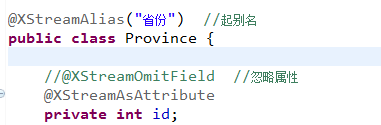 @XStreamAlias("省份")  //起别名
public class Province {
//@XStreamOmitField  //忽略属性
@XStreamAsAttribute
private int id;